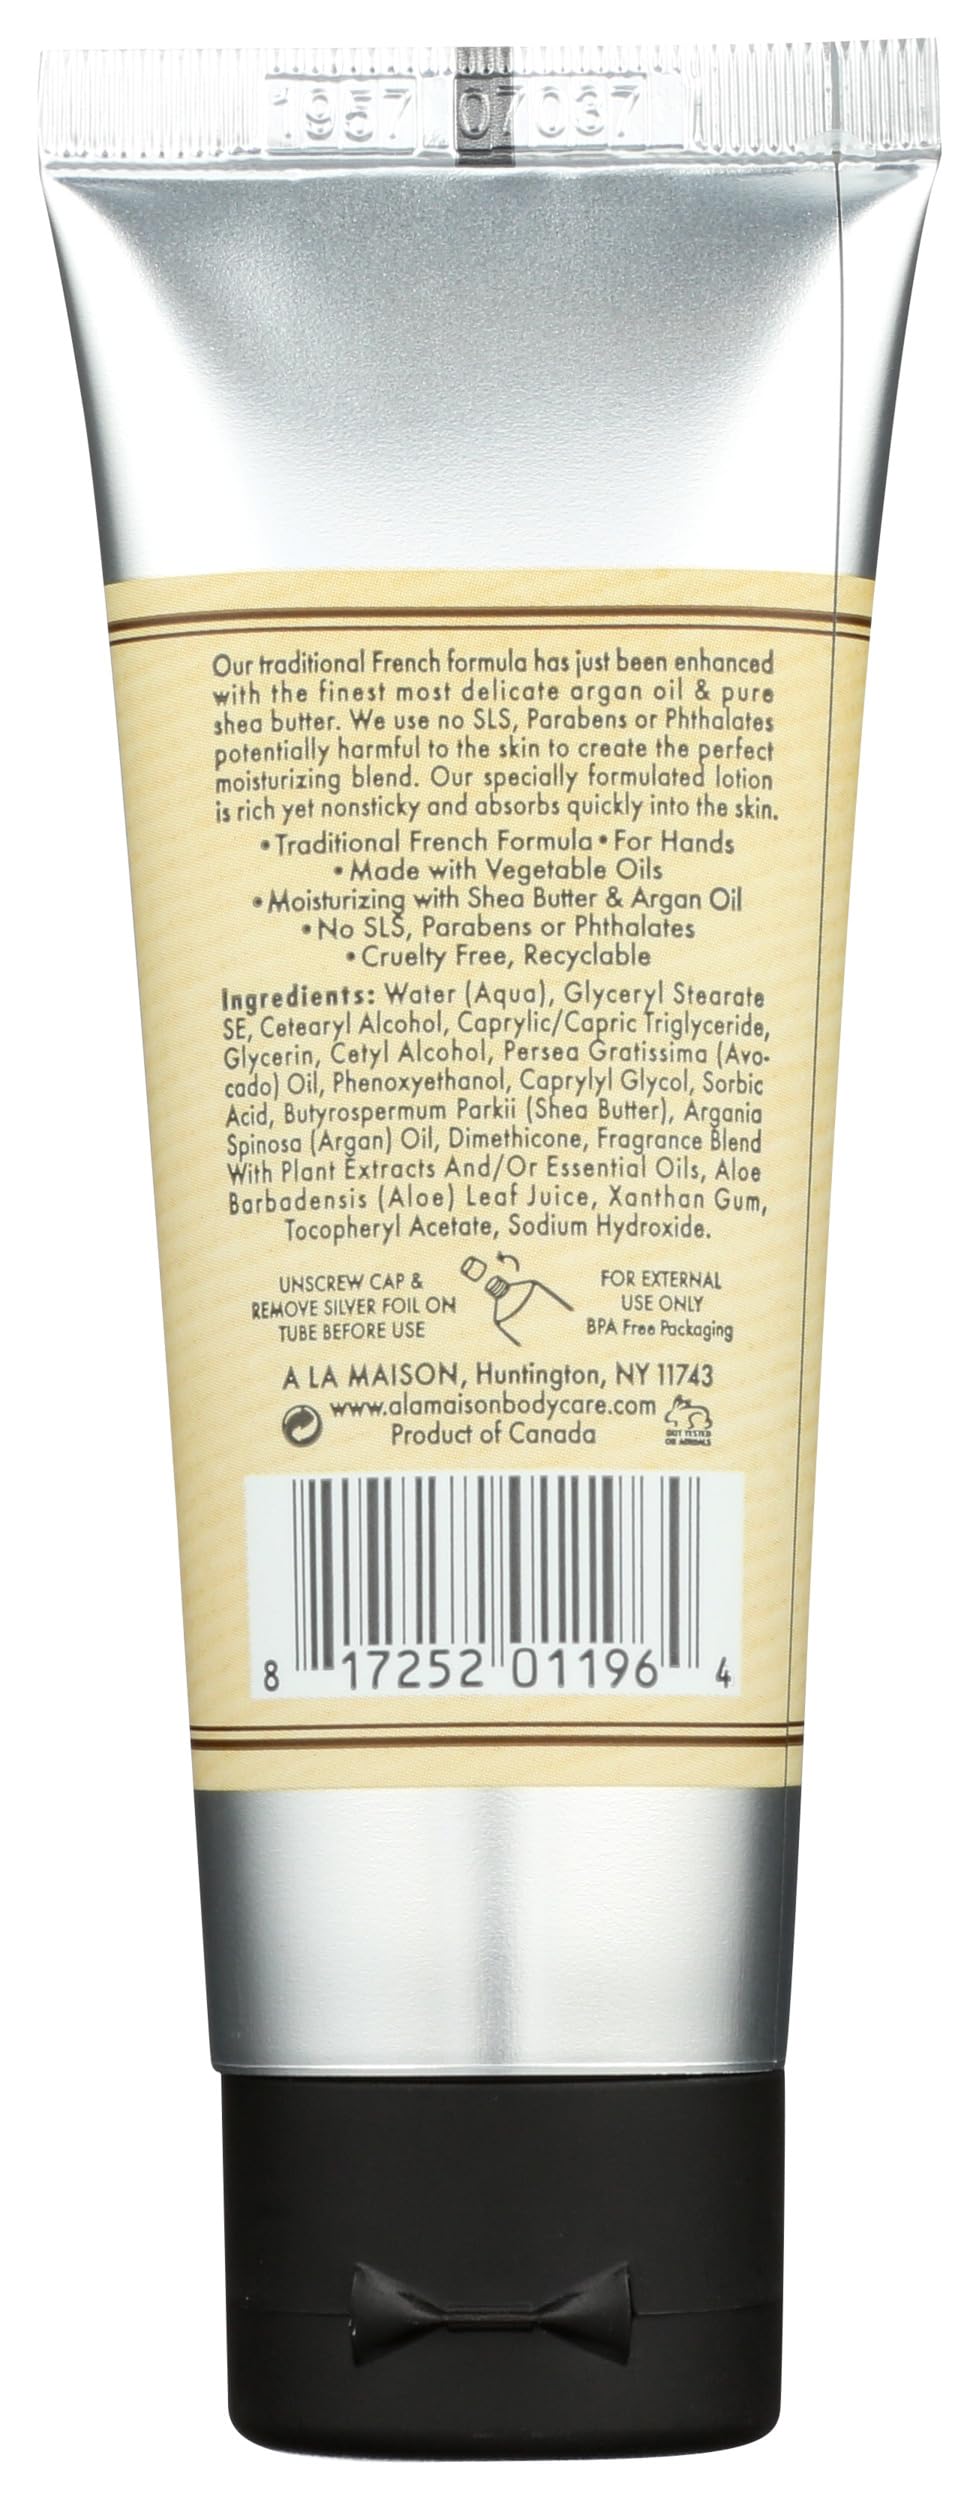 1957 07037
Our traditional French formula has just been enhanced
with the finest most delicate argan oil & pure
shea butter. We use no SLS, Parabens or Phthalates
potentially harmful to the skin to create the perfect
moisturizing blend. Our specially formulated lotion
is rich yet nonsticky and absorbs quickly into the skin.
• Traditional French Formula • For Hands
• Made with Vegetable Oils
• Moisturizing with Shea Butter & Argan Oil
• No SLS, Parabens or Phthalates
• Cruelty Free, Recyclable
Ingredients: Water (Aqua), Glyceryl Stearate
SE, Cetearyl Alcohol, Caprylic/Capric Triglyceride,
Glycerin, Cetyl Alcohol, Persea Gratissima (Avo-
cado) Oil, Phenoxyethanol, Caprylyl Glycol, Sorbic
Acid, Butyrospermum Parkii (Shea Butter), Argania
Spinosa (Argan) Oil, Dimethicone, Fragrance Blend
With Plant Extracts And/Or Essential Oils, Aloe
Barbadensis (Aloe) Leaf Juice, Xanthan Gum,
Tocopheryl Acetate, Sodium Hydroxide.
UNSCREW CAP &
REMOVE SILVER FOIL ON
TUBE BEFORE USE
FOR EXTERNAL
USE ONLY
BPA Free Packaging
A LA MAISON, Huntington, NY 11743
www.alamaisonbodycare.com
Product of Canada
NOT TESTED
ON ANIMALS
8 17252 01196 4